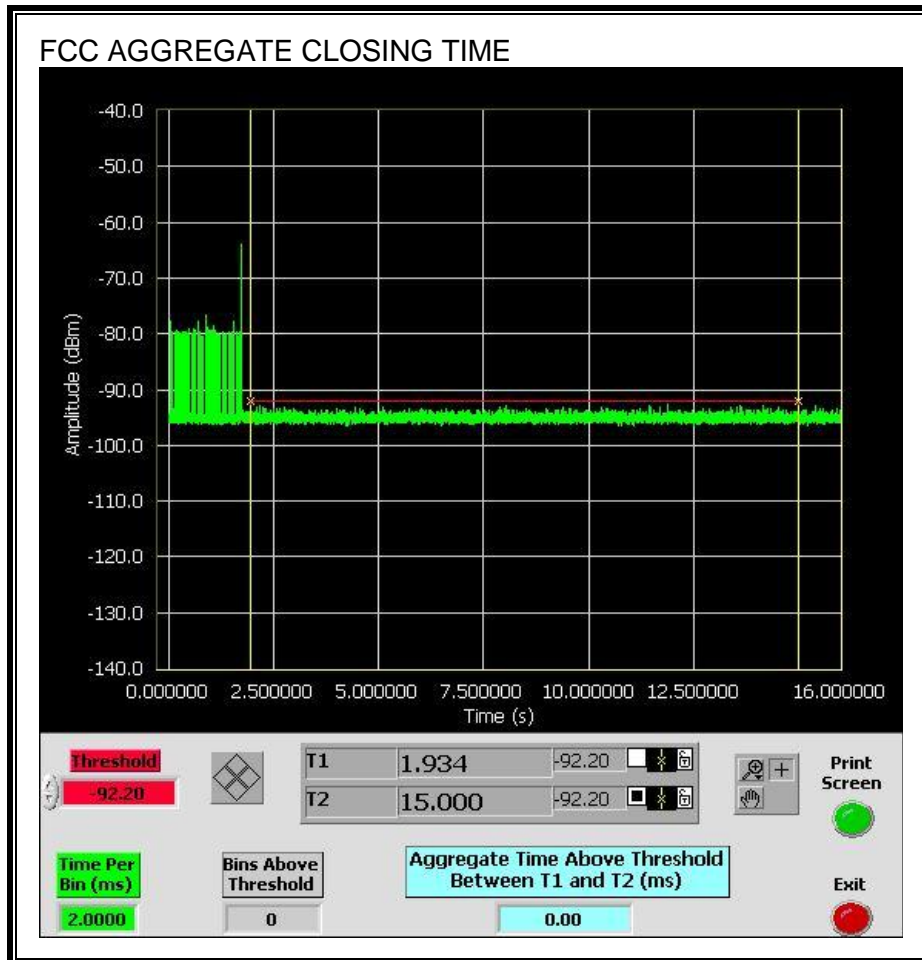 FCC AGGREGATE CLOSING TIME
-40.0
-50.0
-60.0
-70.0
-80.0
-90.0
-100.0
-110.0
-120.0
-130.0
-140.0
Amplitude (dBm)
0.000000 2.500000 5.000000 7.500000 10.000000 12.500000 16.000000
Time (s)
Threshold
-92.20
T1 1.934 -92.20
T2 15.000 -92.20
Print
Screen
Time Per
Bin (ms)
2.0000
Bins Above
Threshold
0
Aggregate Time Above Threshold
Between T1 and T2 (ms)
0.00
Exit